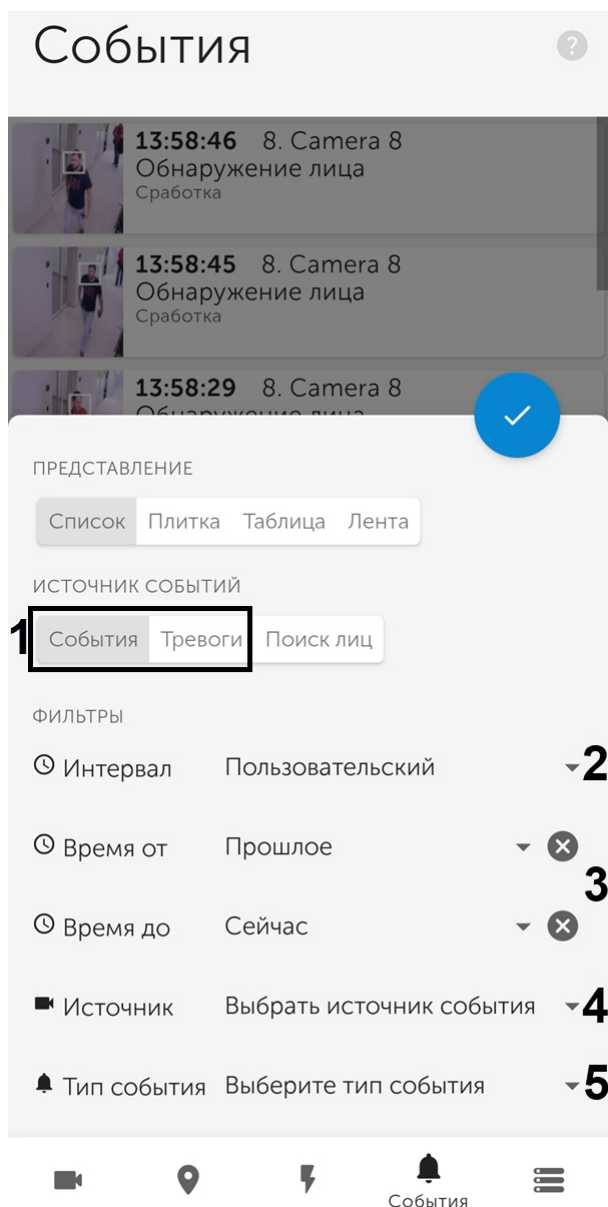 События ?
13:58:46 8. Camera 8
Обнаружение лица
Сработка
13:58:45 8. Camera 8
Обнаружение лица
Сработка
13:58:29 8. Camera 8
Обнаружение лица
ПРЕДСТАВЛЕНИЕ
Список Плитка Таблица Лента
ИСТОЧНИК СОБЫТИЙ
1 События Тревоги Поиск лиц
ФИЛЬТРЫ
Интервал Пользовательский 2
Время от Прошлое
3
Время до Сейчас
Источник Выбрать источник события 4
Тип события Выберите тип события 5
События